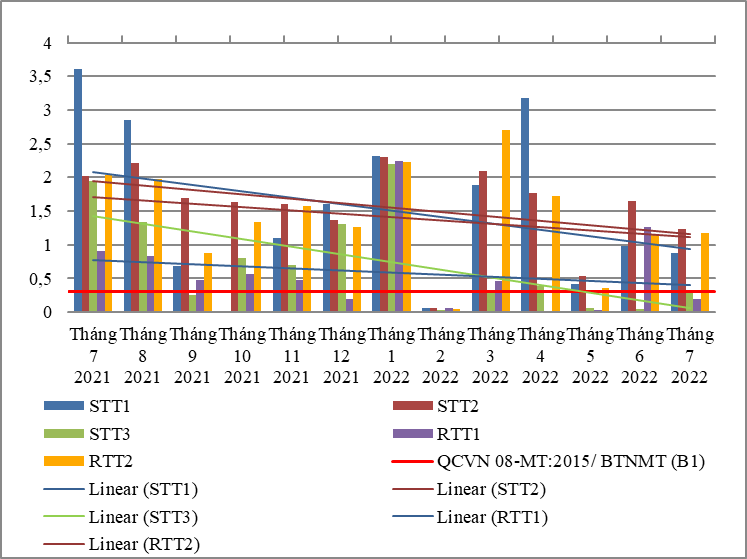 4
3,5
3
2,5
2
1,5
1
0,5
0
Tháng Tháng Tháng Tháng Tháng Tháng Tháng Tháng Tháng Tháng Tháng Tháng Tháng
7 8 9 10 11 12 1 2 3 4 5 6 7
2021 2021 2021 2021 2021 2021 2022 2022 2022 2022 2022 2022 2022
STT1 STT2
STT3 RTT1
RTT2 QCVN 08-MT:2015/ BTNMT (B1)
Linear (STT1) Linear (STT2)
Linear (STT3) Linear (RTT1)
Linear (RTT2)